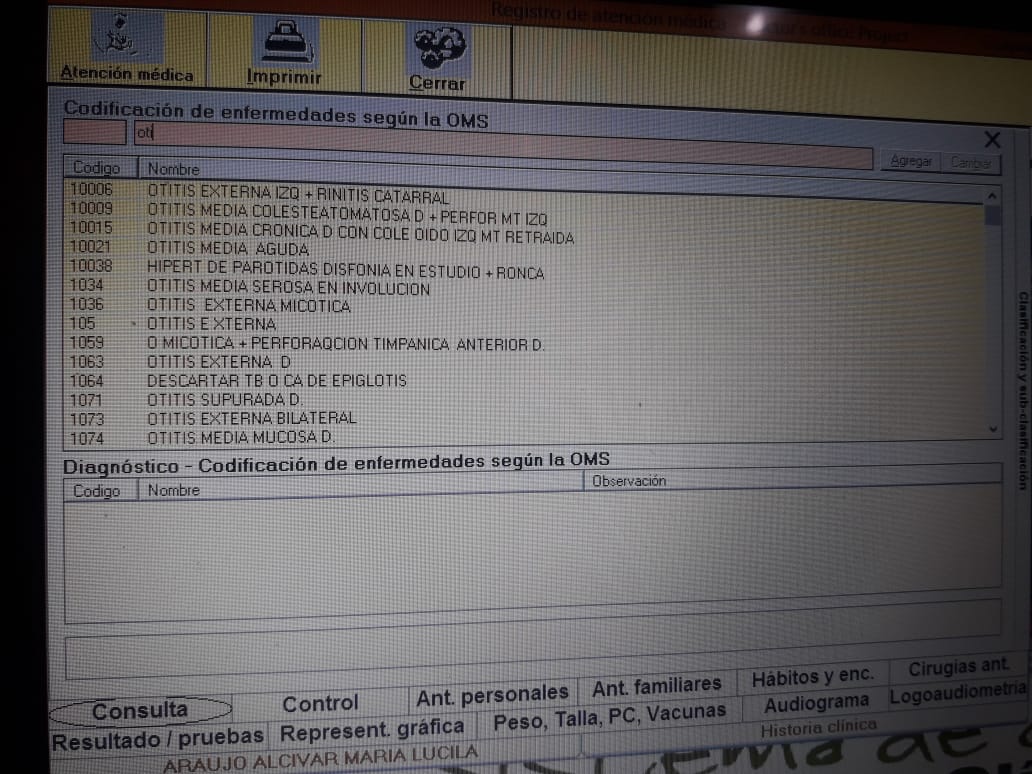 Registro de atención médica
Atención médica Imprimir Cerrar
Codificación de enfermedades según la OMS
oti
Agregar Cambiar
Codigo Nombre
10006 OTITIS EXTERNA IZQ + RINITIS CATARRAL
10009 OTITIS MEDIA COLESTEATOMATOSA D + PERFOR MT IZQ
10015 OTITIS MEDIA CRONICA D CON COLE OIDO IZQ MT RETRAIDA
10021 OTITIS MEDIA AGUDA
10038 HIPERT DE PAROTIDAS DISFONIA EN ESTUDIO + RONCA
1034 OTITIS MEDIA SEROSA EN INVOLUCION
1036 OTITIS EXTERNA MICOTICA
105 OTITIS E XTERNA
1059 O MICOTICA + PERFORAQCION TIMPANICA ANTERIOR D.
1063 OTITIS EXTERNA D
1064 DESCARTAR TB O CA DE EPIGLOTIS
1071 OTITIS SUPURADA D.
1073 OTITIS EXTERNA BILATERAL
1074 OTITIS MEDIA MUCOSA D.
Clasificación y sub-clasificación
Diagnóstico - Codificación de enfermedades según la OMS
Codigo Nombre Observación
Consulta Control Ant. personales Ant. familiares Hábitos y enc. Cirugias ant.
Resultado / pruebas Represent. gráfica Peso, Talla, PC, Vacunas Audiograma Logoaudiometria
ARAUJO ALCIVAR MARIA LUCILA Historia clínica